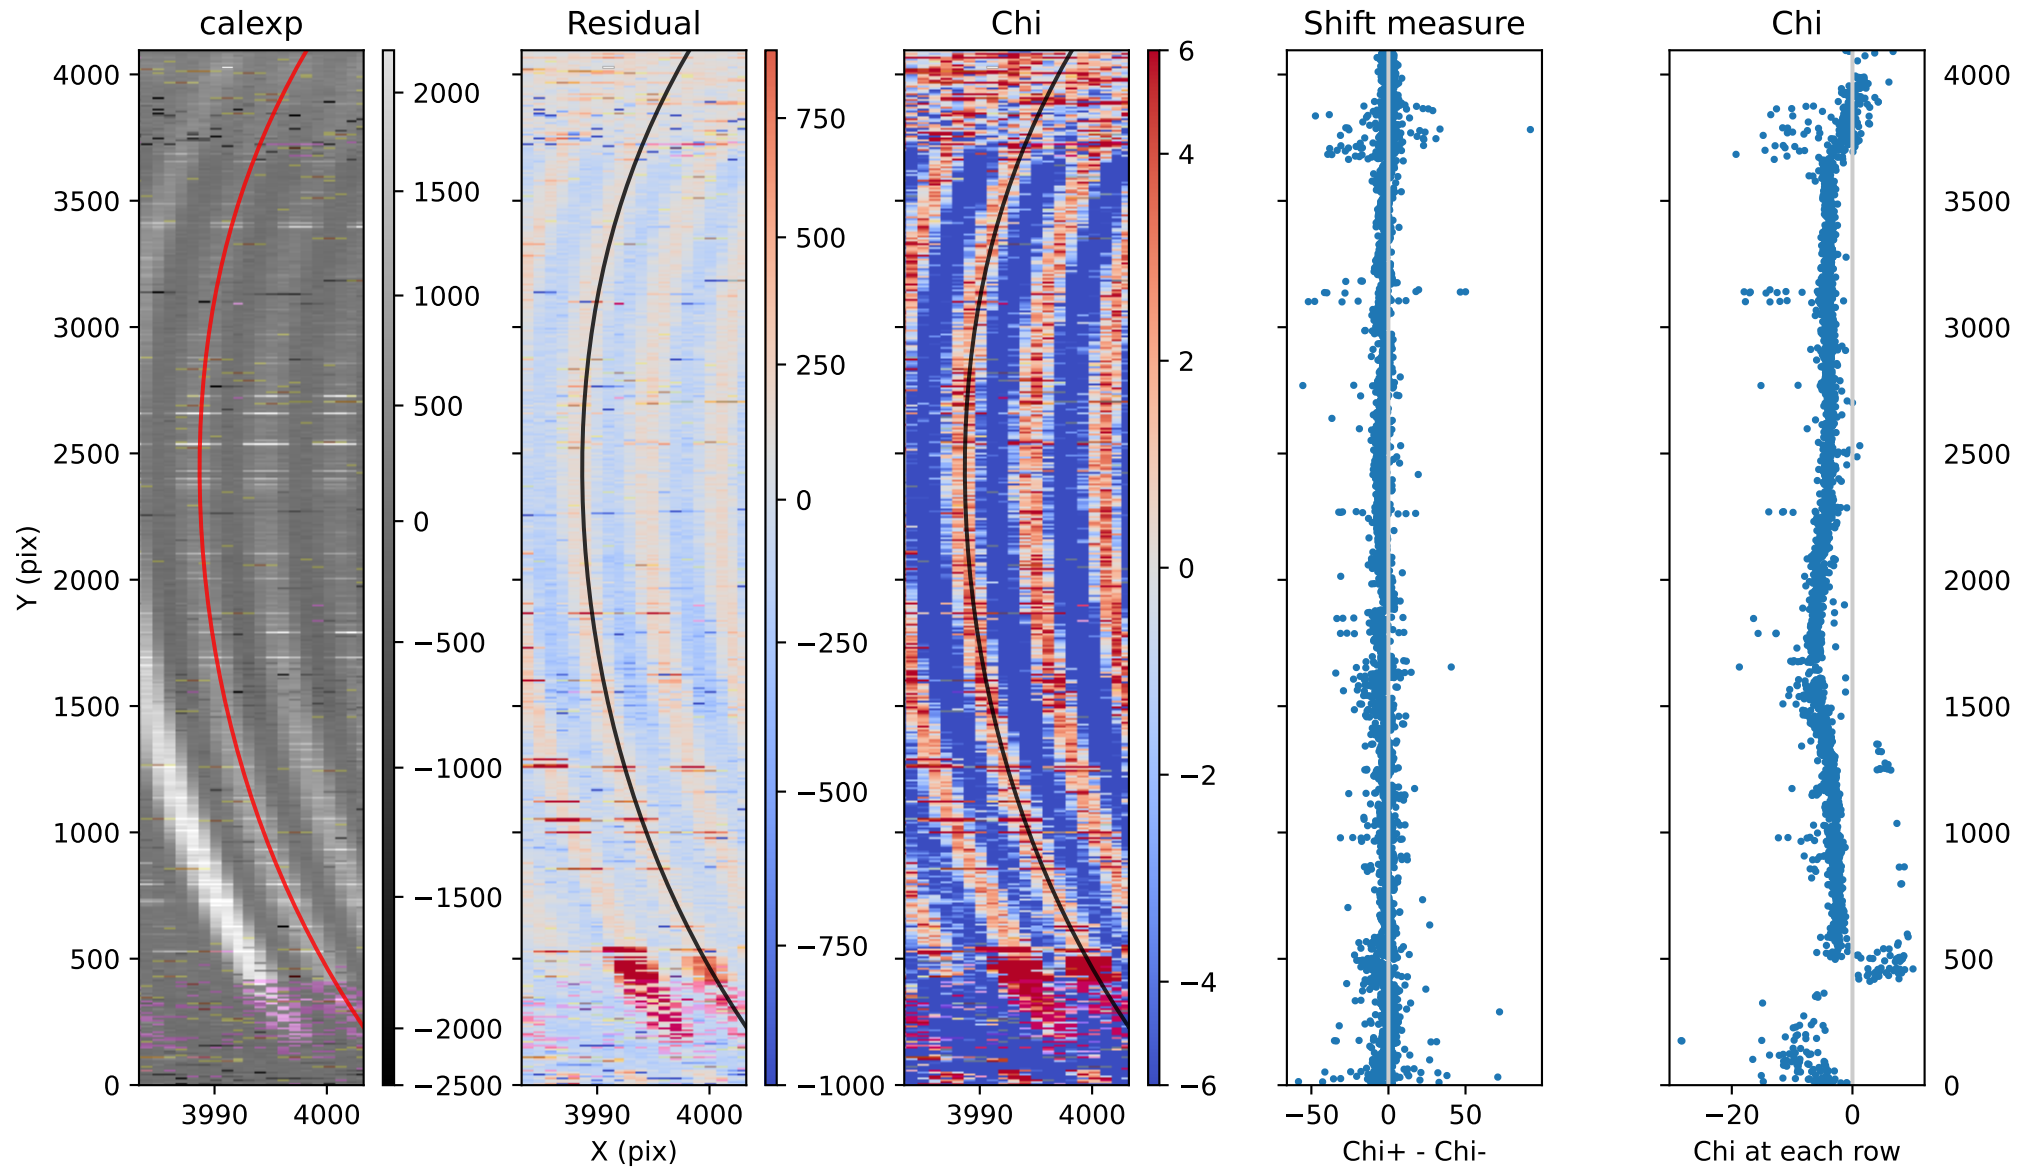 calexp Residual Chi Shift measure Chi
4000 2000 750 6 4000
3500 1500 500 4 3500
3000 1000 250 2 3000
2500 500 0 0 2500
2000 0 −250 −2 2000
1500 −500 −500 −4 1500
1000 −1000 −750 −6 1000
500 −1500 −1000 500
0 −2000 0
−2500
Y (pix)
3990 4000 3990 4000 3990 4000 −50 0 50 −20 0
X (pix) Chi+ - Chi- Chi at each row